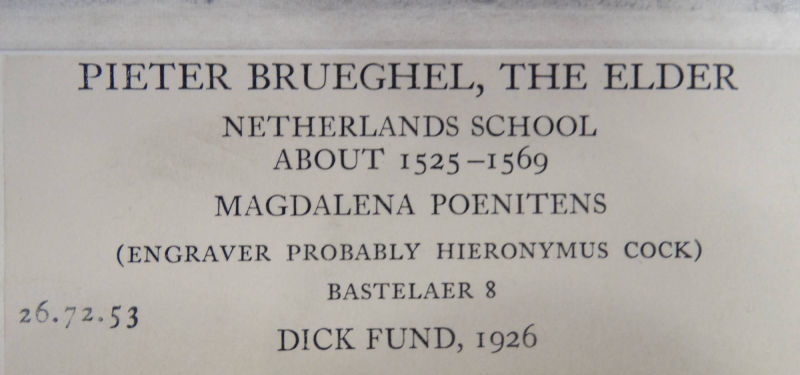 PIETER BRUEGHEL, THE ELDER
NETHERLANDS SCHOOL
ABOUT 1525–1569
MAGDALENA POENITENS
(ENGRAVER PROBABLY HIERONYMUS COCK)
BASTELAER 8
26.72.53
DICK FUND, 1926